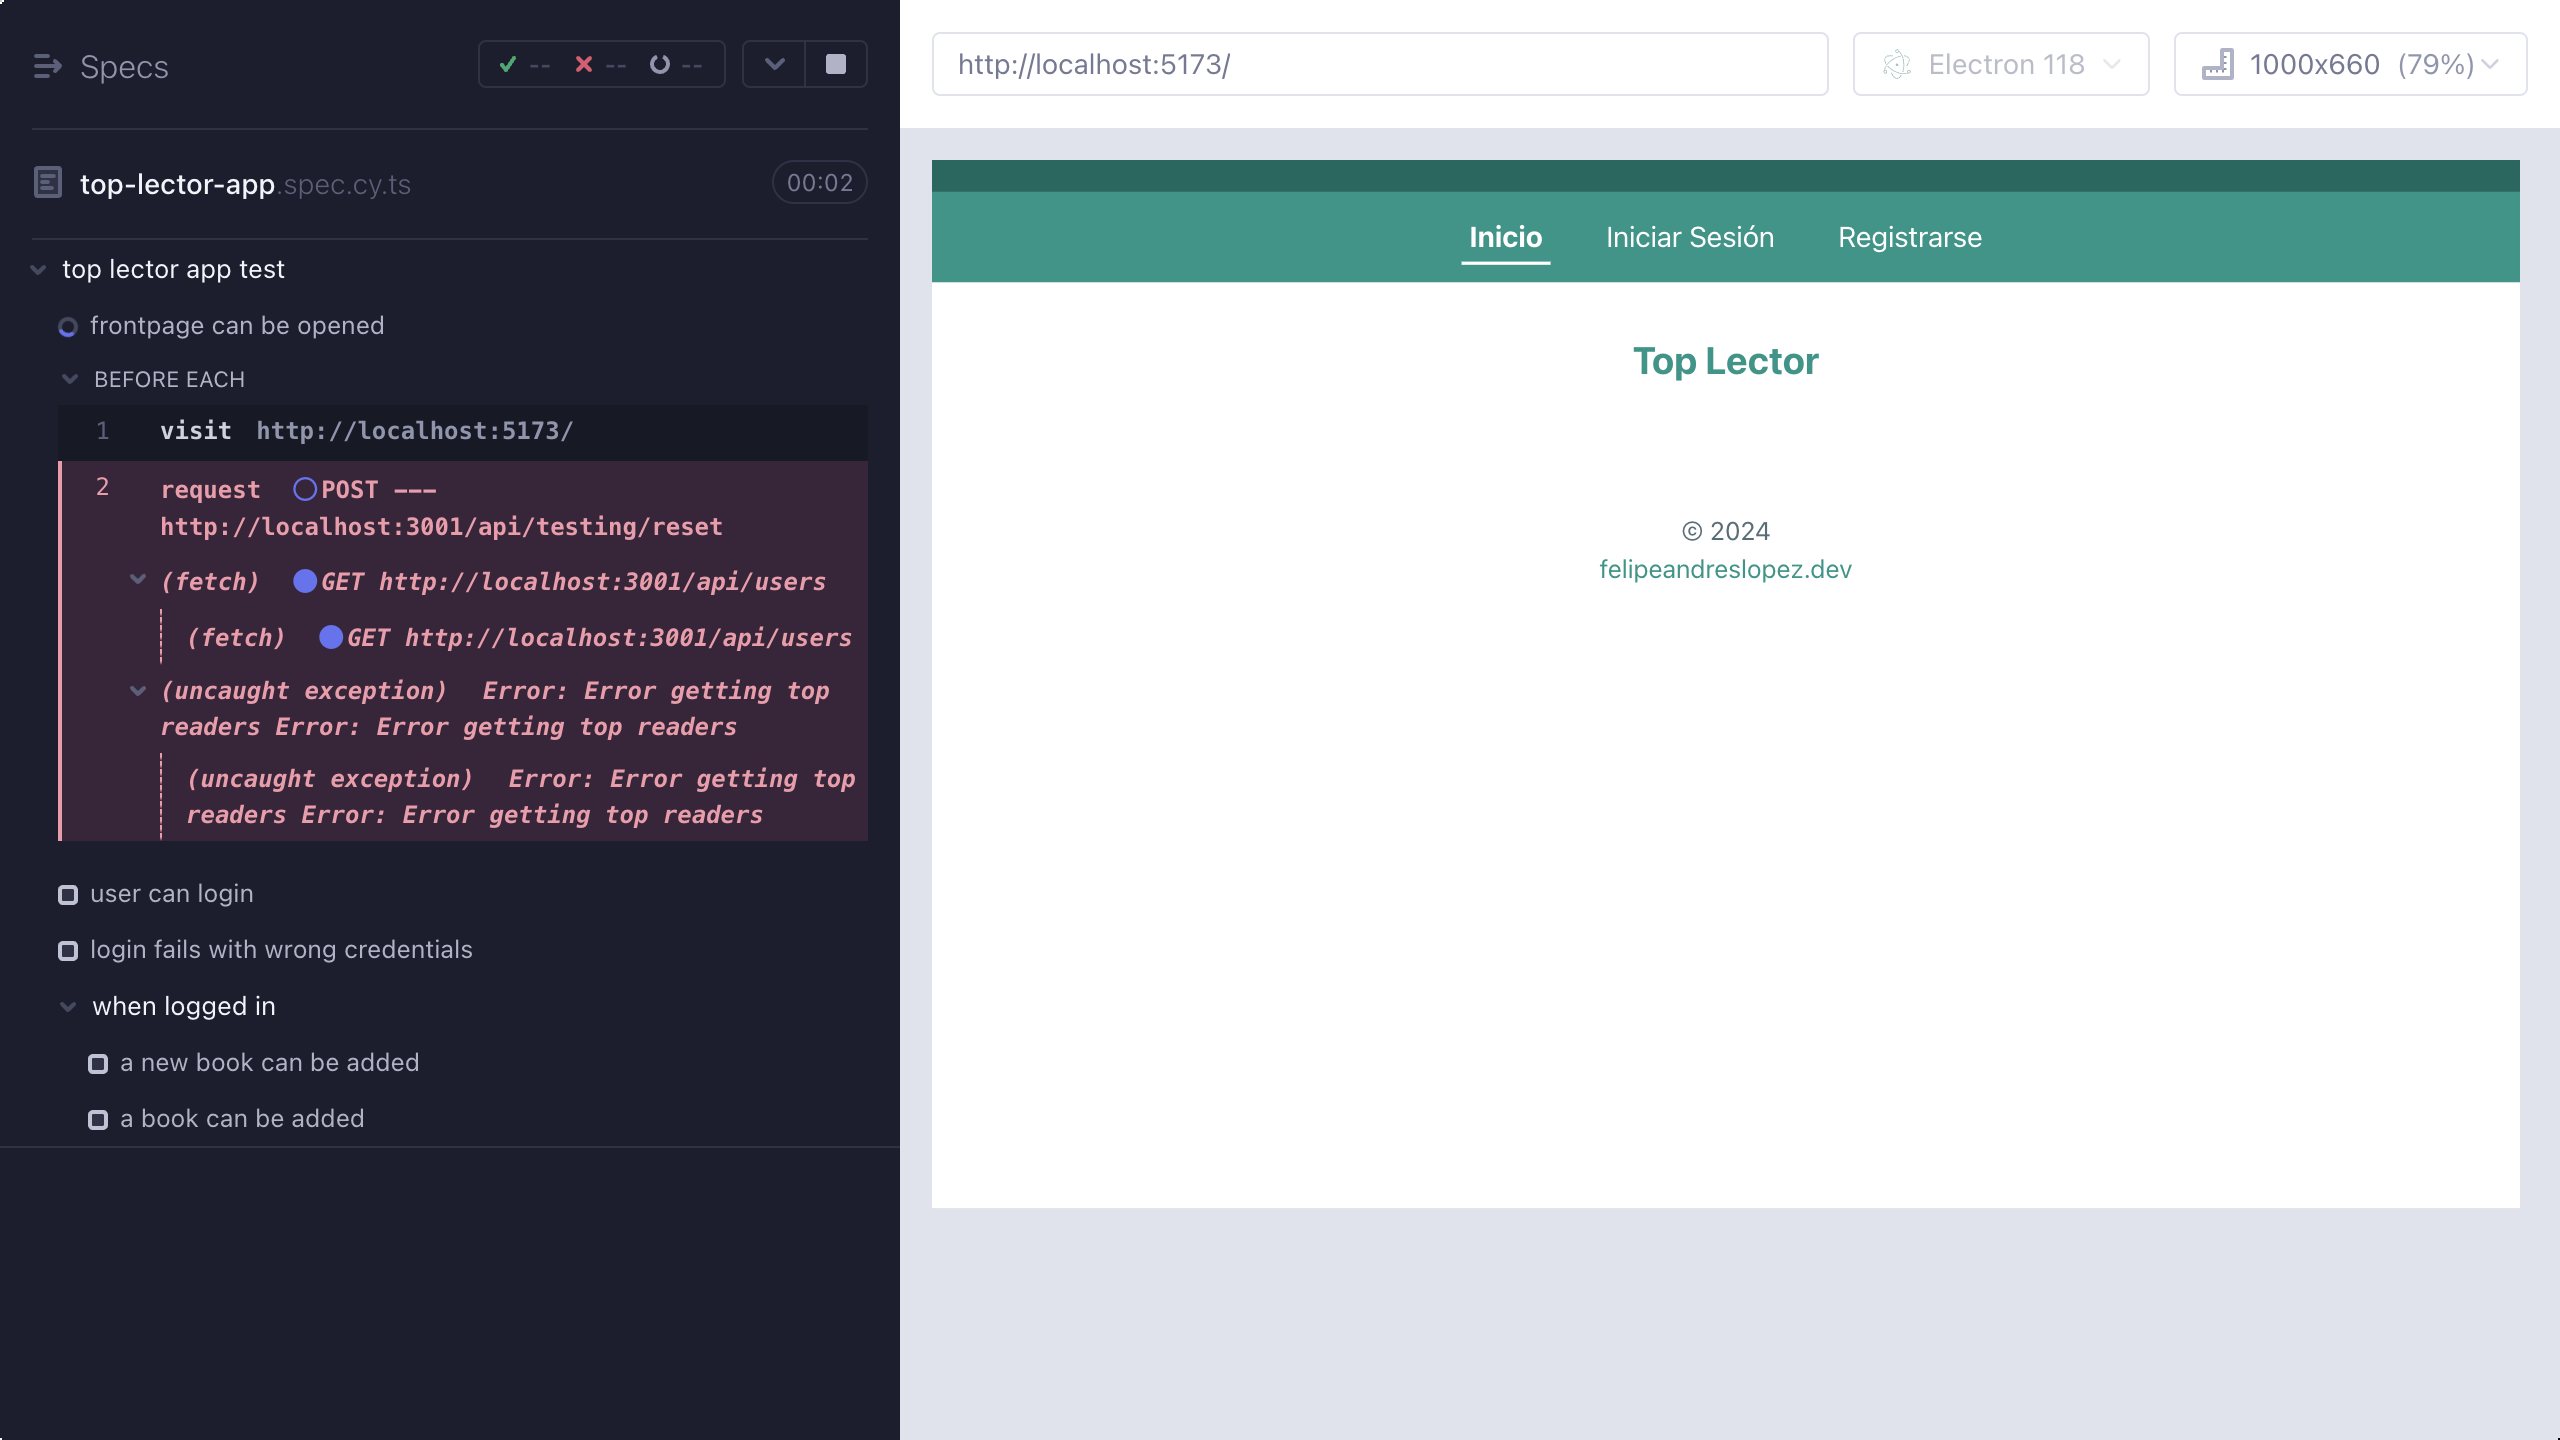 Specs
-- -- --
top-lector-app.spec.cy.ts 00:02
top lector app test
frontpage can be opened
BEFORE EACH
1 visit http://localhost:5173/
2 request POST ---
http://localhost:3001/api/testing/reset
(fetch) GET http://localhost:3001/api/users
(fetch) GET http://localhost:3001/api/users
(uncaught exception) Error: Error getting top
readers Error: Error getting top readers
(uncaught exception) Error: Error getting top
readers Error: Error getting top readers
user can login
login fails with wrong credentials
when logged in
a new book can be added
a book can be added
http://localhost:5173/
Electron 118
1000x660 (79%)
Inicio Iniciar Sesión Registrarse
Top Lector
© 2024
felipeandreslopez.dev